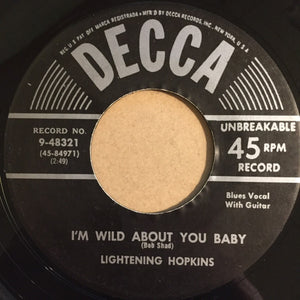 REG. U.S. PAT. OFF. MARCA REGISTRADA · MF'D BY DECCA RECORDS, INC., NEW YORK, U.S.A.
DECCA
RECORD NO.
9-48321
(45-84971)
(2:49)
UNBREAKABLE
45 RPM
RECORD
Blues Vocal
With Guitar
I'M WILD ABOUT YOU BABY
(Bob Shad)
LIGHTENING HOPKINS